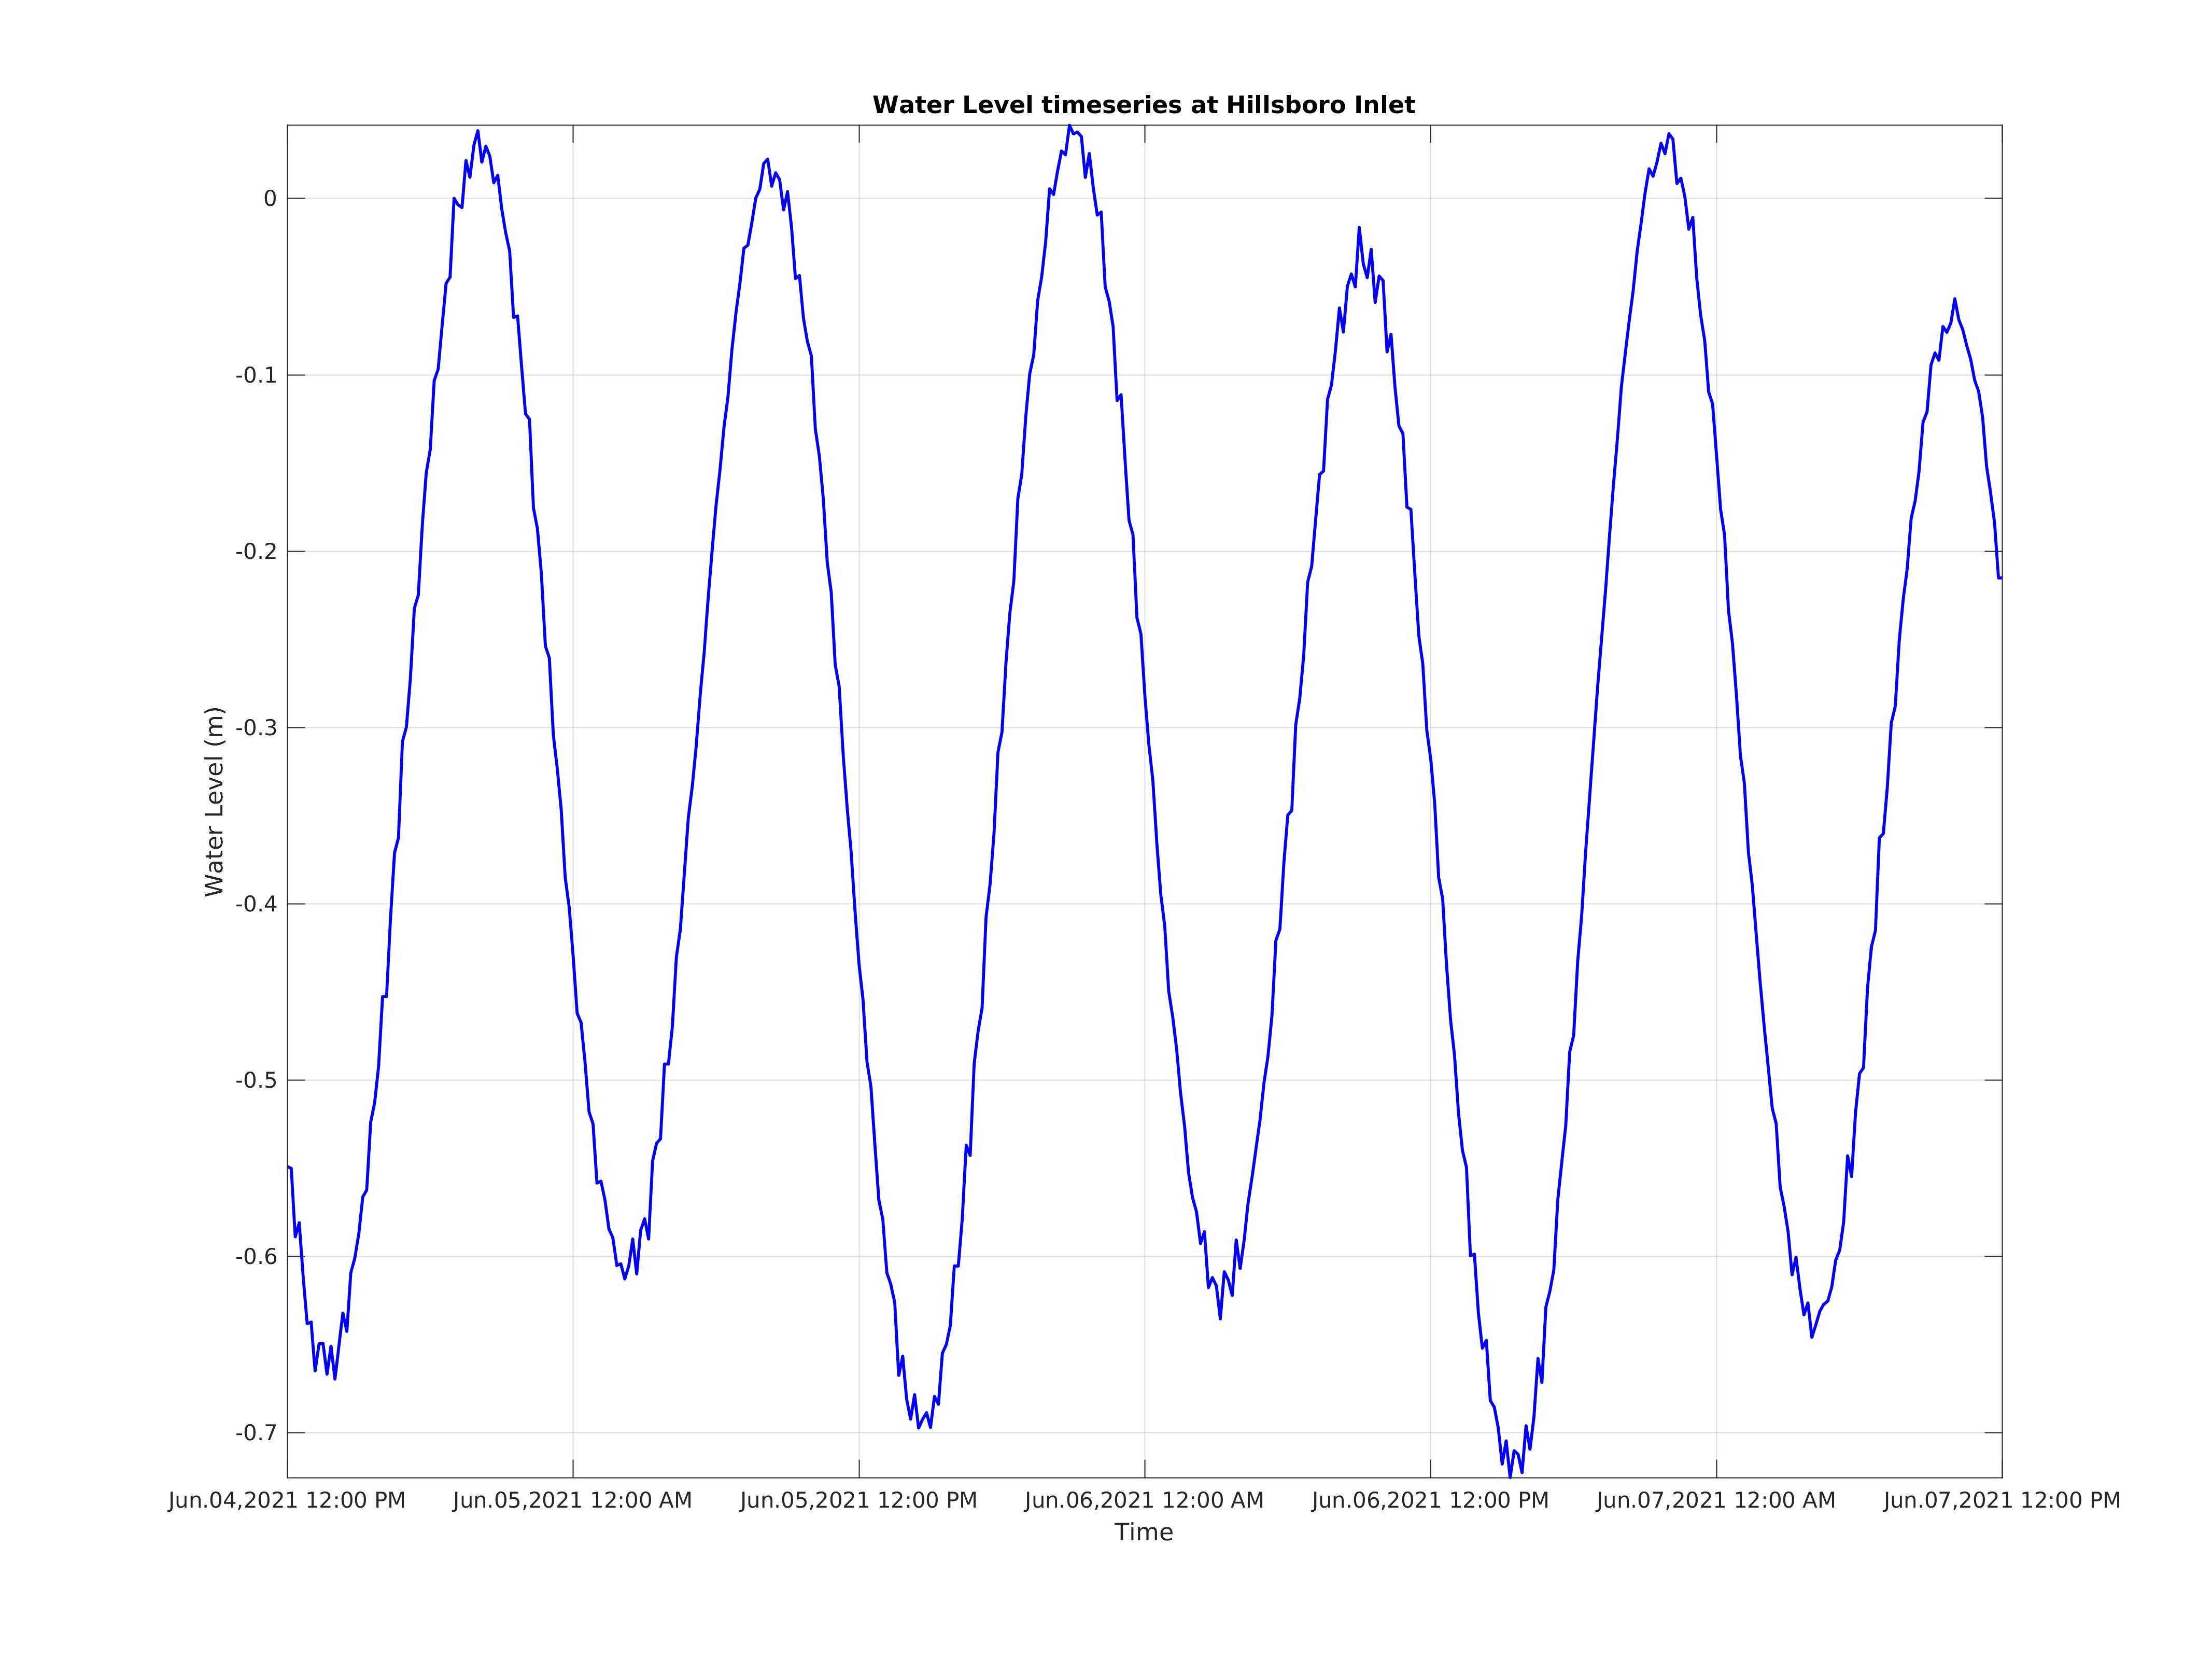 Water Level timeseries at Hillsboro Inlet
0
-0.1
-0.2
-0.3
-0.4
-0.5
-0.6
-0.7
Water Level (m)
Jun.04,2021 12:00 PM Jun.05,2021 12:00 AM Jun.05,2021 12:00 PM Jun.06,2021 12:00 AM Jun.06,2021 12:00 PM Jun.07,2021 12:00 AM Jun.07,2021 12:00 PM
Time